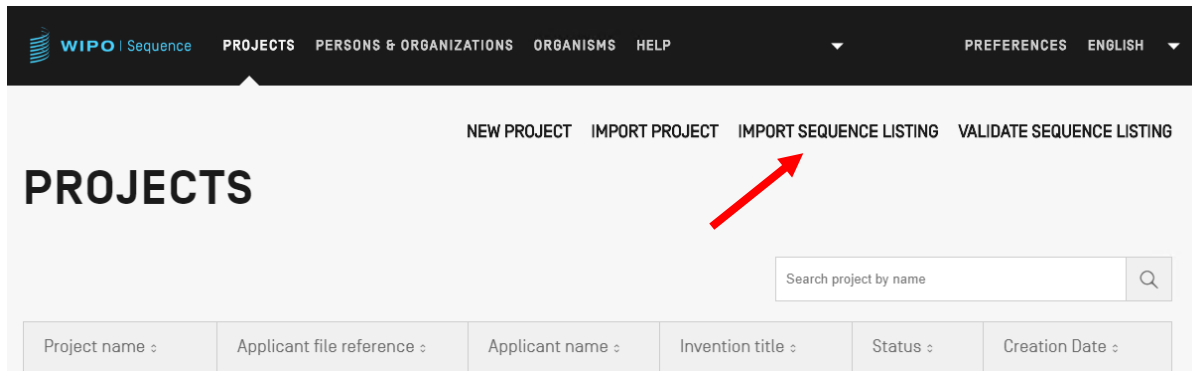 WIPO | Sequence PROJECTS PERSONS & ORGANIZATIONS ORGANISMS HELP PREFERENCES ENGLISH
NEW PROJECT IMPORT PROJECT IMPORT SEQUENCE LISTING VALIDATE SEQUENCE LISTING
PROJECTS
Search project by name
Project name Applicant file reference Applicant name Invention title Status Creation Date